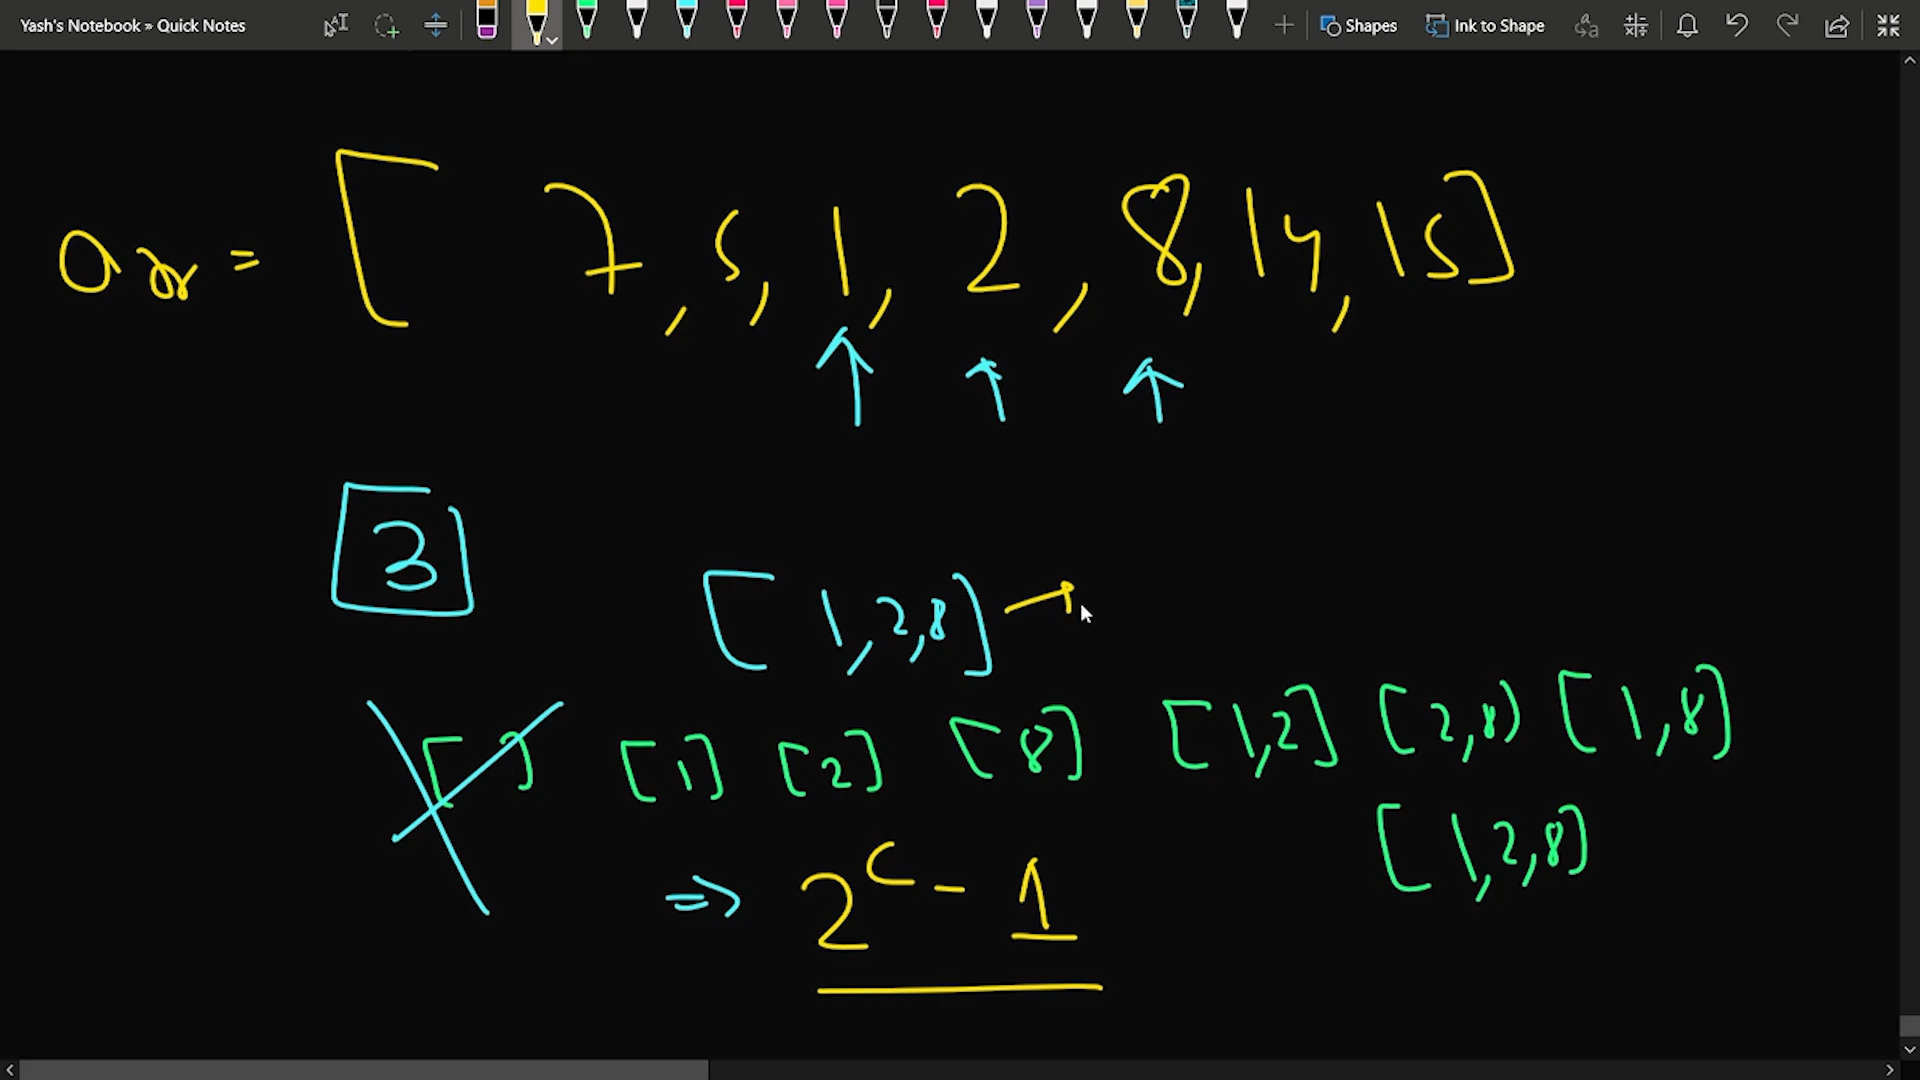 Yash's Notebook » Quick Notes Shapes Ink to Shape
arr = [ 7, 5, 1, 2, 8, 14, 15]
3
[ 1, 2, 8]
[ ] [1] [2] [8] [1,2] [2,8) [1,8]
[1,2,8]
⇒ 2^c - 1